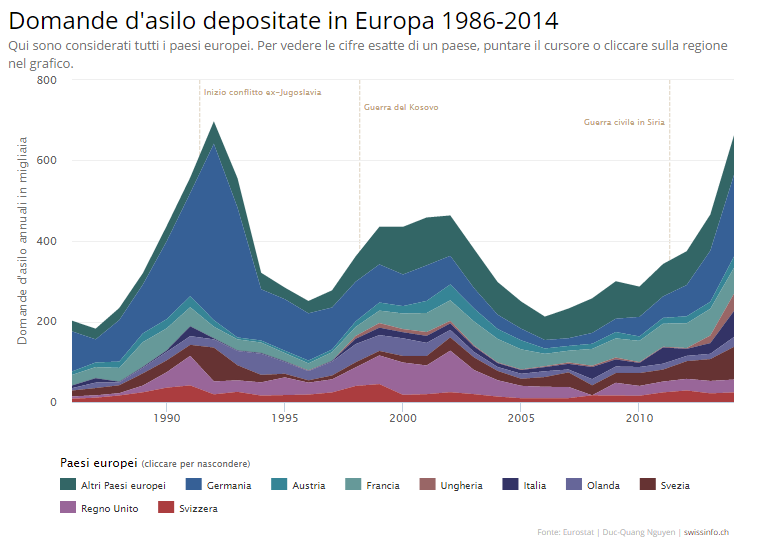 Domande d'asilo depositate in Europa 1986-2014
Qui sono considerati tutti i paesi europei. Per vedere le cifre esatte di un paese, puntare il cursore o cliccare sulla regione
nel grafico.
800
Inizio conflitto ex-Jugoslavia
Guerra del Kosovo
Guerra civile in Siria
600
400
200
0
Domande d'asilo annuali in migliaia
1990
1995
2000
2005
2010
Paesi europei (cliccare per nascondere)
Altri Paesi europei Germania Austria Francia Ungheria Italia Olanda Svezia
Regno Unito Svizzera
Fonte: Eurostat | Duc-Quang Nguyen | swissinfo.ch